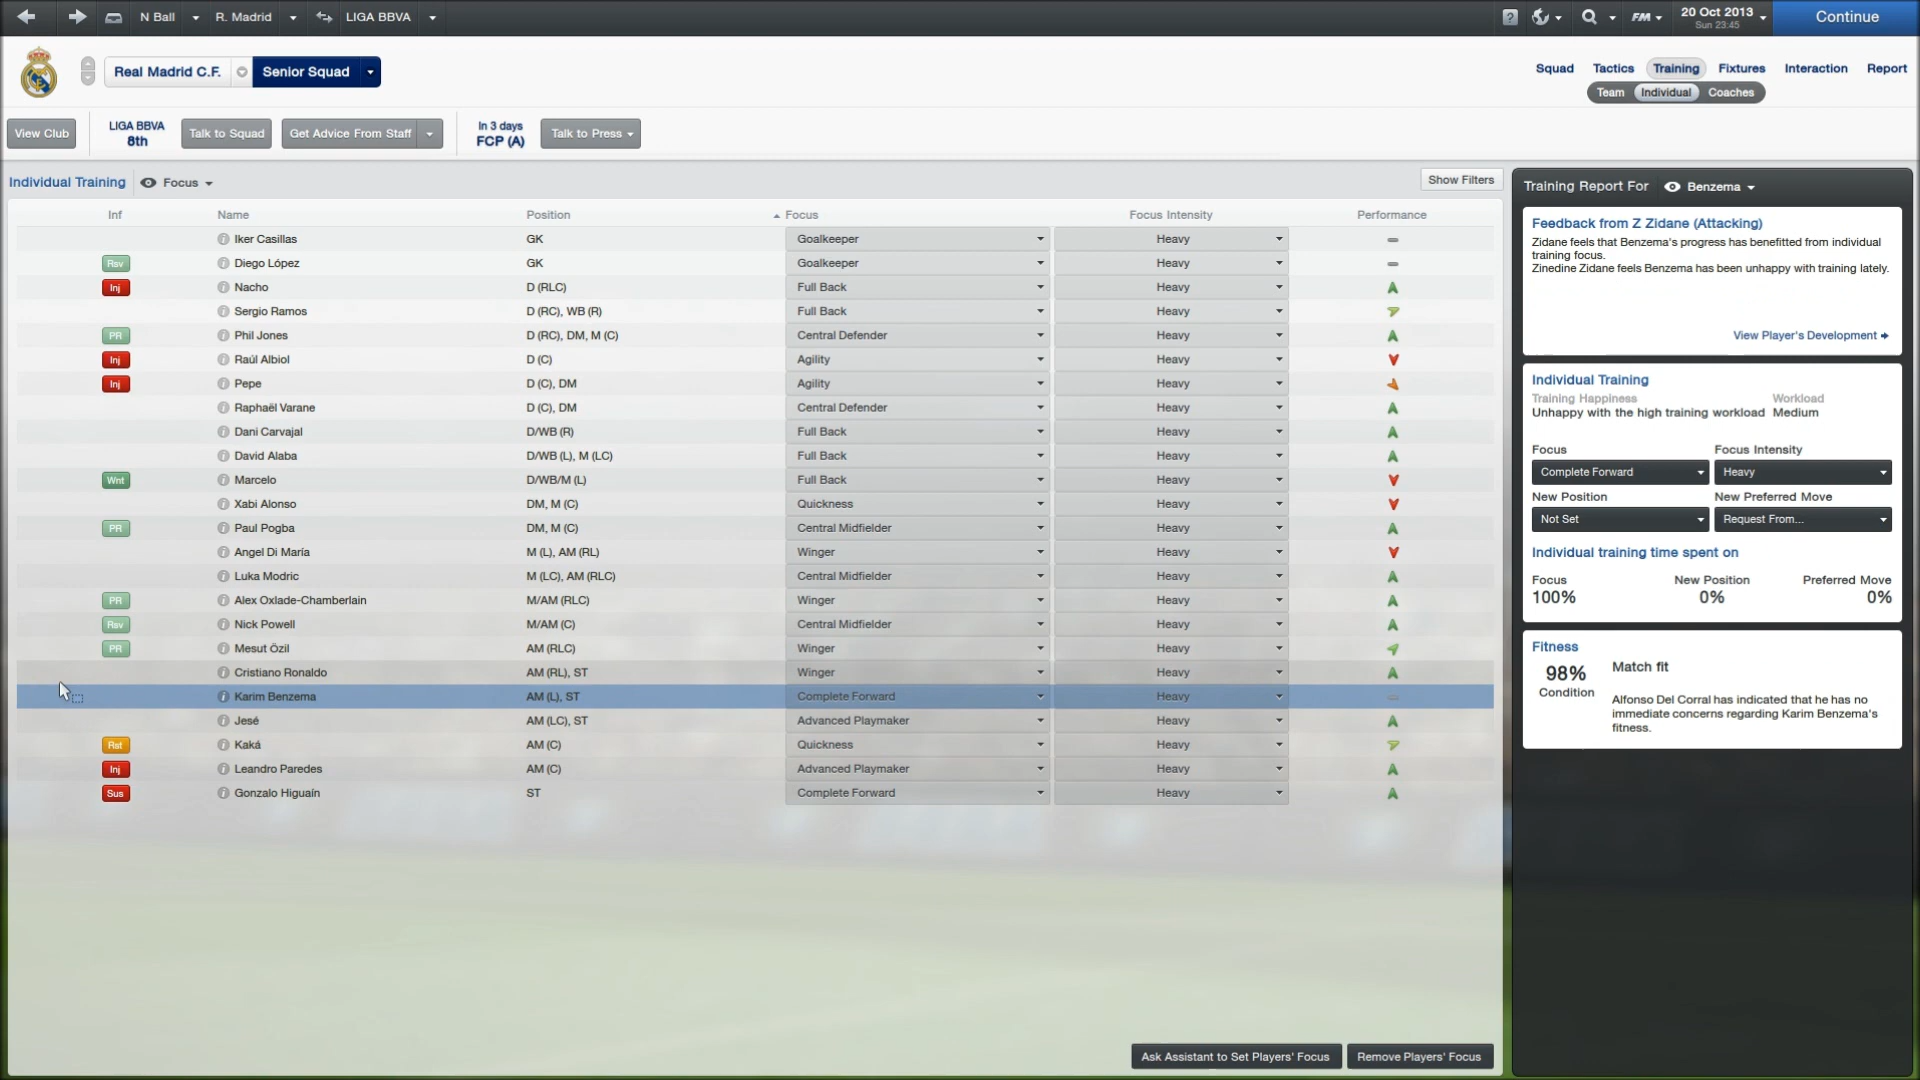 N Ball R. Madrid LIGA BBVA ? FM 20 Oct 2013 Continue
Sun 23:45
Real Madrid C.F. Senior Squad Squad Tactics Training Fixtures Interaction Report
Team Individual Coaches
View Club LIGA BBVA 8th Talk to Squad Get Advice From Staff In 3 days FCP (A) Talk to Press
Individual Training Focus Show Filters
Inf Name Position Focus Focus Intensity Performance
Iker Casillas GK Goalkeeper Heavy
Rsv Diego López GK Goalkeeper Heavy
Inj Nacho D (RLC) Full Back Heavy
Sergio Ramos D (RC), WB (R) Full Back Heavy
PR Phil Jones D (RC), DM, M (C) Central Defender Heavy
Inj Raúl Albiol D (C) Agility Heavy
Inj Pepe D (C), DM Agility Heavy
Raphaël Varane D (C), DM Central Defender Heavy
Dani Carvajal D/WB (R) Full Back Heavy
David Alaba D/WB (L), M (LC) Full Back Heavy
Wnt Marcelo D/WB/M (L) Full Back Heavy
Xabi Alonso DM, M (C) Quickness Heavy
PR Paul Pogba DM, M (C) Central Midfielder Heavy
Angel Di María M (L), AM (RL) Winger Heavy
Luka Modric M (LC), AM (RLC) Central Midfielder Heavy
PR Alex Oxlade-Chamberlain M/AM (RLC) Winger Heavy
Rsv Nick Powell M/AM (C) Central Midfielder Heavy
PR Mesut Özil AM (RLC) Winger Heavy
Cristiano Ronaldo AM (RL), ST Winger Heavy
Karim Benzema AM (L), ST Complete Forward Heavy
Jesé AM (LC), ST Advanced Playmaker Heavy
Rst Kaká AM (C) Quickness Heavy
Inj Leandro Paredes AM (C) Advanced Playmaker Heavy
Sus Gonzalo Higuaín ST Complete Forward Heavy
Ask Assistant to Set Players' Focus Remove Players' Focus
Training Report For Benzema
Feedback from Z Zidane (Attacking)
Zidane feels that Benzema's progress has benefitted from individual
training focus.
Zinedine Zidane feels Benzema has been unhappy with training lately.
View Player's Development
Individual Training
Training Happiness Workload
Unhappy with the high training workload Medium
Focus Focus Intensity
Complete Forward Heavy
New Position New Preferred Move
Not Set Request From...
Individual training time spent on
Focus New Position Preferred Move
100% 0% 0%
Fitness
98% Match fit
Condition
Alfonso Del Corral has indicated that he has no
immediate concerns regarding Karim Benzema's
fitness.